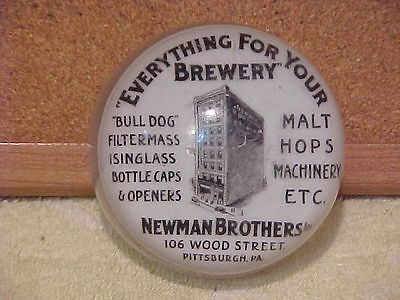 "EVERYTHING FOR YOUR
BREWERY"
"BULL DOG"
FILTERMASS
ISINGLASS
BOTTLE CAPS
& OPENERS
MALT
HOPS
MACHINERY
ETC.
NEWMAN BROTHERS
106 WOOD STREET
PITTSBURGH, PA.